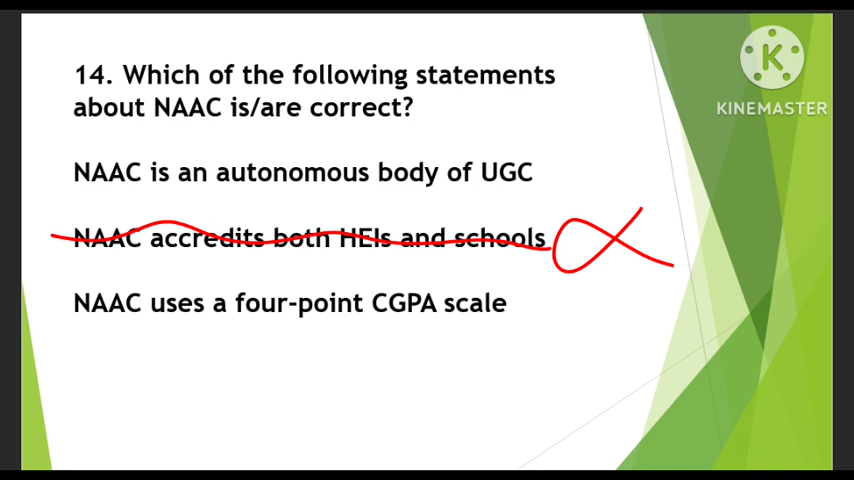 14. Which of the following statements
about NAAC is/are correct?
NAAC is an autonomous body of UGC
NAAC accredits both HEIs and schools
NAAC uses a four-point CGPA scale
K
KINEMASTER